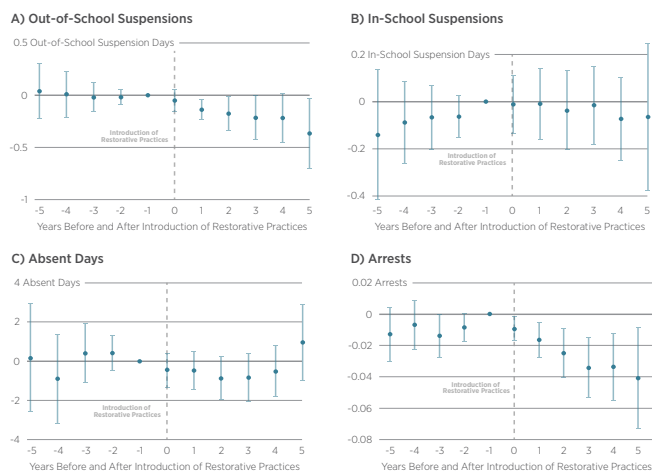 A) Out-of-School Suspensions
0.5 Out-of-School Suspension Days
0
-0.5
-1
Introduction of
Restorative Practices
-5 -4 -3 -2 -1 0 1 2 3 4 5
Years Before and After Introduction of Restorative Practices
B) In-School Suspensions
0.2 In-School Suspension Days
0
-0.2
-0.4
Introduction of
Restorative Practices
-5 -4 -3 -2 -1 0 1 2 3 4 5
Years Before and After Introduction of Restorative Practices
C) Absent Days
4 Absent Days
2
0
-2
-4
Introduction of
Restorative Practices
-5 -4 -3 -2 -1 0 1 2 3 4 5
Years Before and After Introduction of Restorative Practices
D) Arrests
0.02 Arrests
0
-0.02
-0.04
-0.06
-0.08
Introduction of
Restorative Practices
-5 -4 -3 -2 -1 0 1 2 3 4 5
Years Before and After Introduction of Restorative Practices